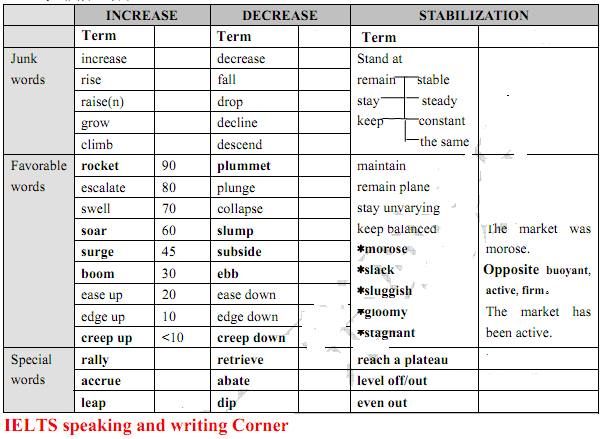 INCREASE DECREASE STABILIZATION
Term Term Term
Junk increase decrease Stand at
words rise fall remain stable
raise(n) drop stay steady
grow decline keep constant
climb descend the same
Favorable rocket 90 plummet maintain
words escalate 80 plunge remain plane
swell 70 collapse stay unvarying
soar 60 slump keep balanced The market was
surge 45 subside *morose morose.
boom 30 ebb *slack Opposite buoyant,
ease up 20 ease down *sluggish active, firm。
edge up 10 edge down *gloomy The market has
creep up <10 creep down *stagnant been active.
Special rally retrieve reach a plateau
words accrue abate level off/out
leap dip even out
IELTS speaking and writing Corner